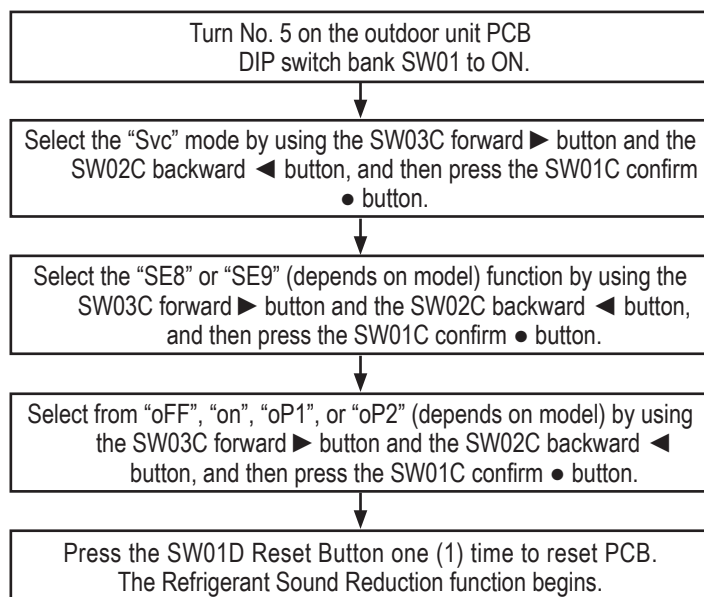 Turn No. 5 on the outdoor unit PCB
DIP switch bank SW01 to ON.
Select the “Svc” mode by using the SW03C forward ► button and the
SW02C backward ◄ button, and then press the SW01C confirm
● button.
Select the “SE8” or “SE9” (depends on model) function by using the
SW03C forward ► button and the SW02C backward ◄ button,
and then press the SW01C confirm ● button.
Select from “oFF”, “on”, “oP1”, or “oP2” (depends on model) by using
the SW03C forward ► button and the SW02C backward ◄
button, and then press the SW01C confirm ● button.
Press the SW01D Reset Button one (1) time to reset PCB.
The Refrigerant Sound Reduction function begins.